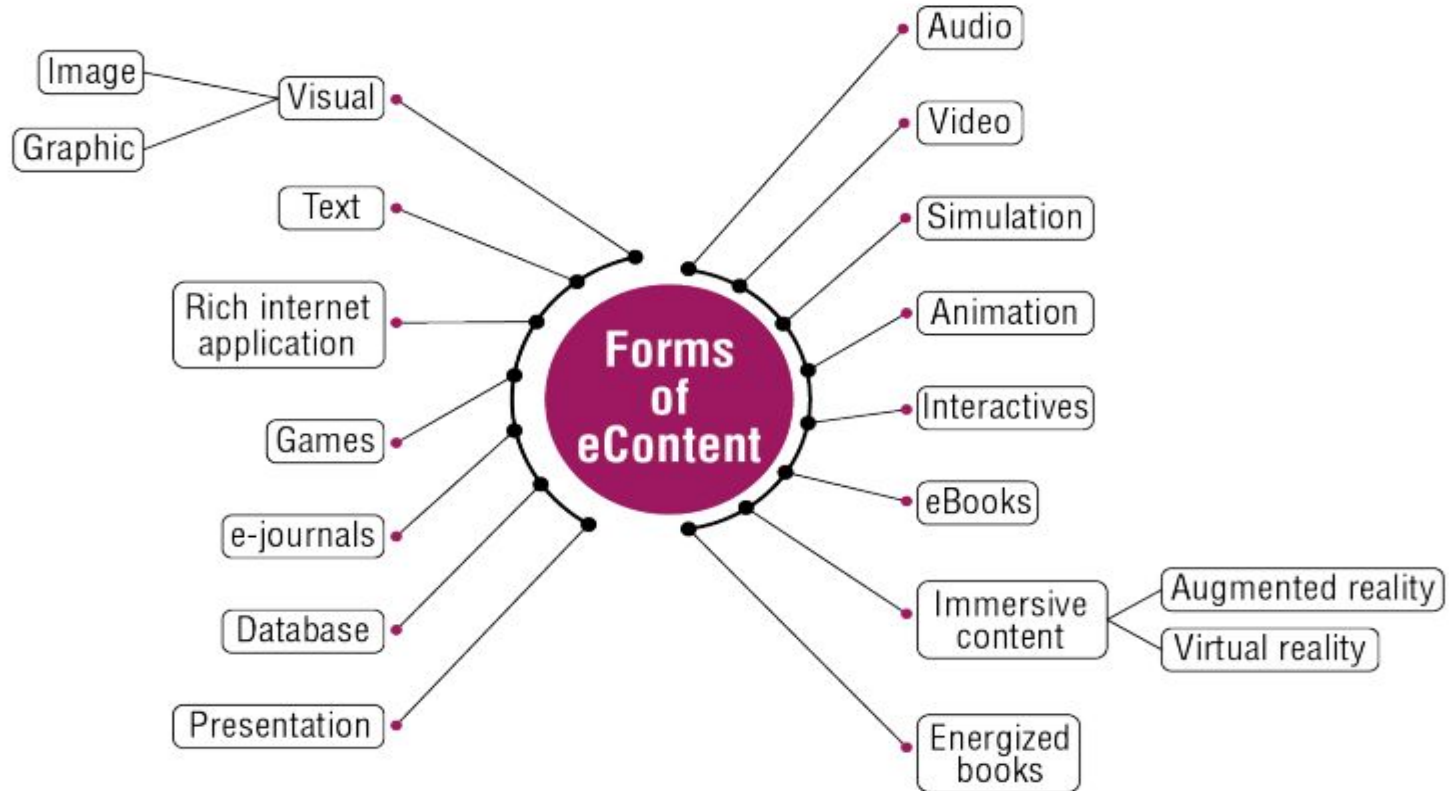 Image
Graphic
Visual
Text
Rich internet
application
Games
e-journals
Database
Presentation
Forms
of
eContent
Audio
Video
Simulation
Animation
Interactives
eBooks
Immersive
content
Augmented reality
Virtual reality
Energized
books